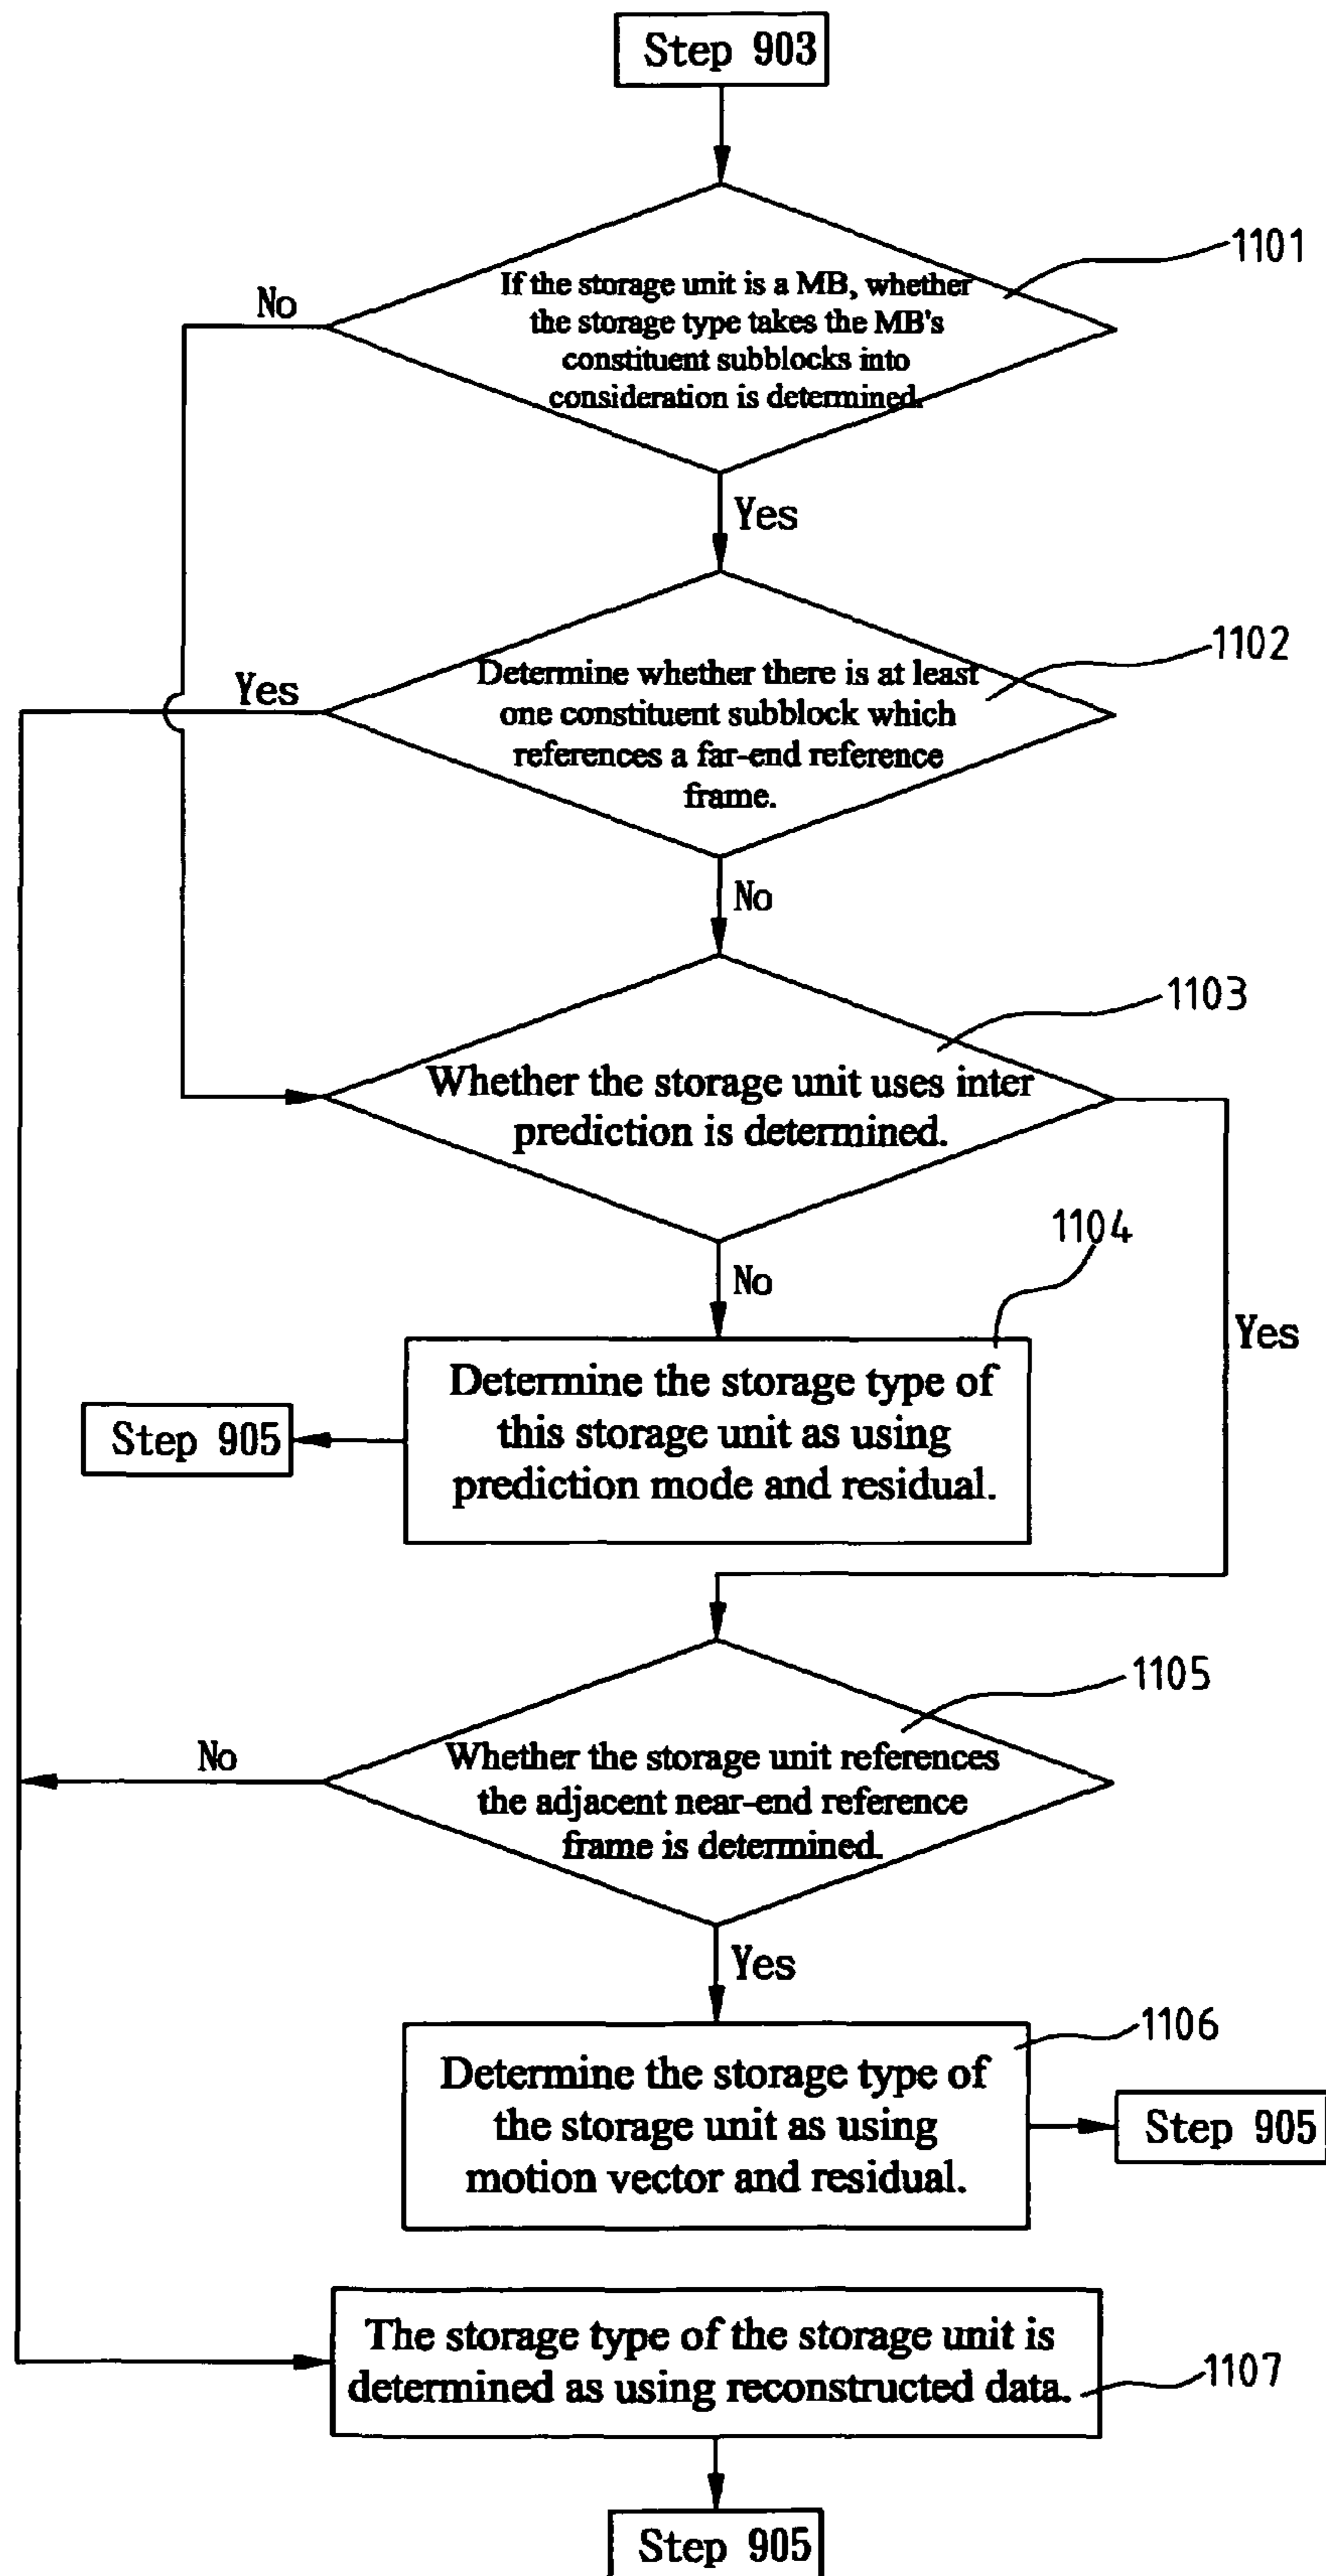 Step 903
1101
If the storage unit is a MB, whether
the storage type takes the MB's
constituent subblocks into
consideration is determined.
No
Yes
1102
Determine whether there is at least
one constituent subblock which
references a far-end reference
frame.
Yes
No
1103
Whether the storage unit uses inter
prediction is determined.
1104
No
Yes
Determine the storage type of
this storage unit as using
prediction mode and residual.
Step 905
1105
Whether the storage unit references
the adjacent near-end reference
frame is determined.
No
Yes
1106
Determine the storage type of
the storage unit as using
motion vector and residual.
Step 905
The storage type of the storage unit is
determined as using reconstructed data.
1107
Step 905